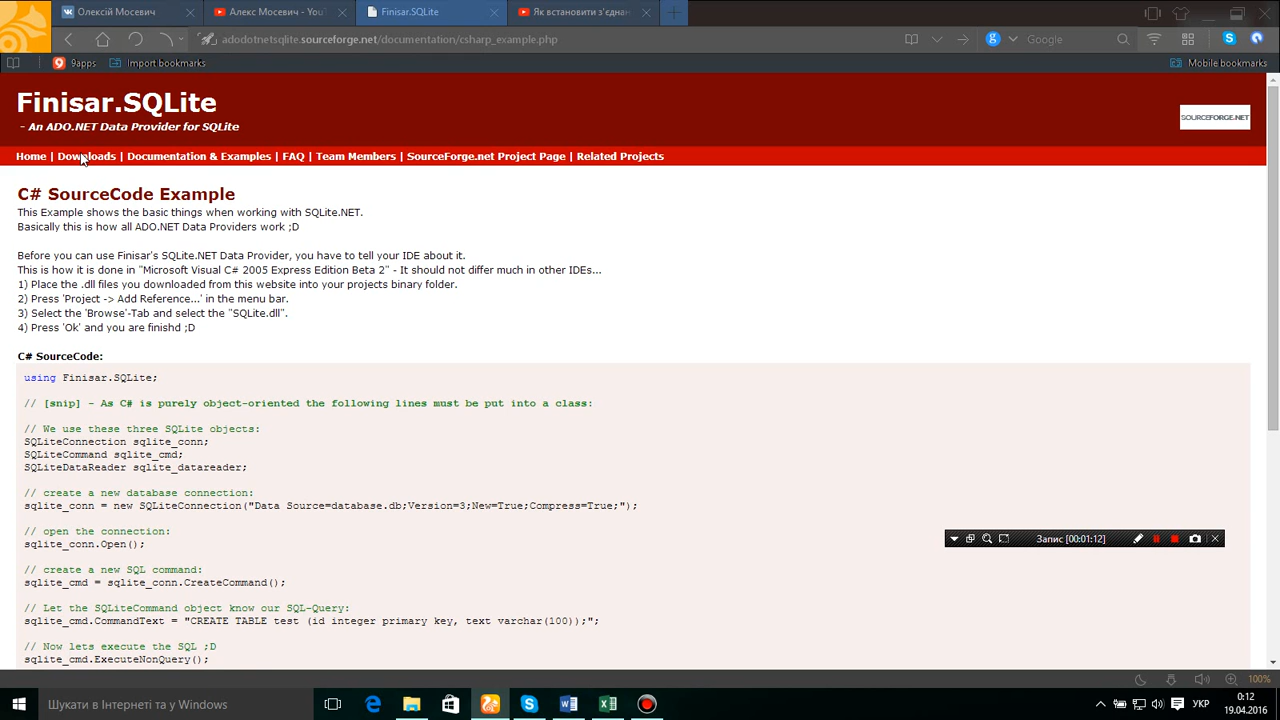 Олексій Мосевич
Алекс Мосевич - You
Finisar.SQLite
Як встановити з'єднан
adodotnetsqlite.sourceforge.net/documentation/csharp_example.php
Google
9apps
Import bookmarks
Mobile bookmarks
Finisar.SQLite
- An ADO.NET Data Provider for SQLite
SOURCEFORGE.NET
Home | Downloads | Documentation & Examples | FAQ | Team Members | SourceForge.net Project Page | Related Projects
C# SourceCode Example
This Example shows the basic things when working with SQLite.NET.
Basically this is how all ADO.NET Data Providers work ;D
Before you can use Finisar's SQLite.NET Data Provider, you have to tell your IDE about it.
This is how it is done in "Microsoft Visual C# 2005 Express Edition Beta 2" - It should not differ much in other IDEs...
1) Place the .dll files you downloaded from this website into your projects binary folder.
2) Press 'Project -> Add Reference...' in the menu bar.
3) Select the 'Browse'-Tab and select the "SQLite.dll".
4) Press 'Ok' and you are finishd ;D
C# SourceCode:
using Finisar.SQLite;
// [snip] - As C# is purely object-oriented the following lines must be put into a class:
// We use these three SQLite objects:
SQLiteConnection sqlite_conn;
SQLiteCommand sqlite_cmd;
SQLiteDataReader sqlite_datareader;
// create a new database connection:
sqlite_conn = new SQLiteConnection("Data Source=database.db;Version=3;New=True;Compress=True;");
// open the connection:
sqlite_conn.Open();
Запис [00:01:12]
// create a new SQL command:
sqlite_cmd = sqlite_conn.CreateCommand();
// Let the SQLiteCommand object know our SQL-Query:
sqlite_cmd.CommandText = "CREATE TABLE test (id integer primary key, text varchar(100));";
// Now lets execute the SQL ;D
sqlite_cmd.ExecuteNonQuery();
100%
Шукати в Інтернеті та у Windows
УКР
0:12
19.04.2016